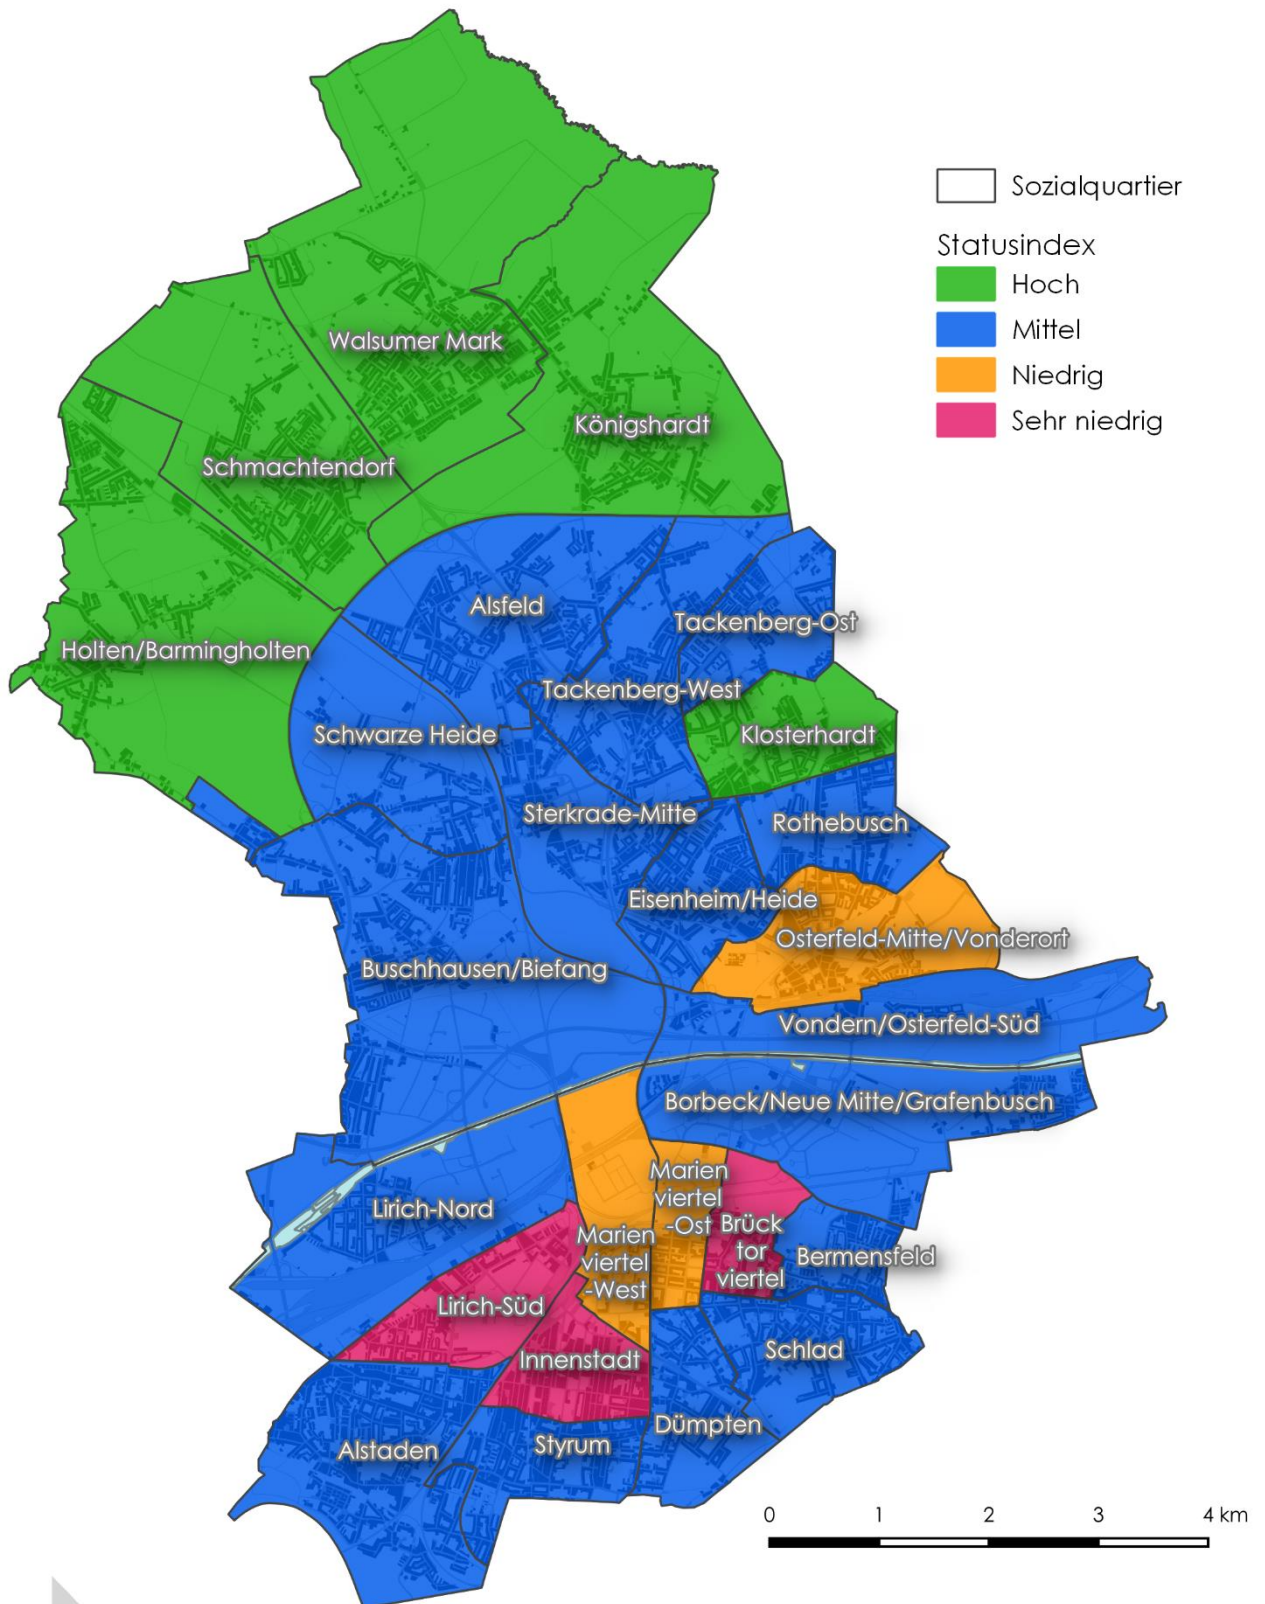 Sozialquartier
Statusindex
Hoch
Mittel
Niedrig
Sehr niedrig
Walsumer Mark
Königshardt
Schmachtendorf
Alsfeld
Tackenberg-Ost
Holten/Barmingholten
Tackenberg-West
Schwarze Heide
Klosterhardt
Sterkrade-Mitte
Rothebusch
Eisenheim/Heide
Osterfeld-Mitte/Vonderort
Buschhausen/Biefang
Vondern/Osterfeld-Süd
Borbeck/Neue Mitte/Grafenbusch
Marien
viertel
-Ost
Lirich-Nord
Brück
tor
viertel
Marien
viertel
-West
Bermensfeld
Lirich-Süd
Schlad
Innenstadt
Dümpten
Styrum
Alstaden
0 1 2 3 4 km